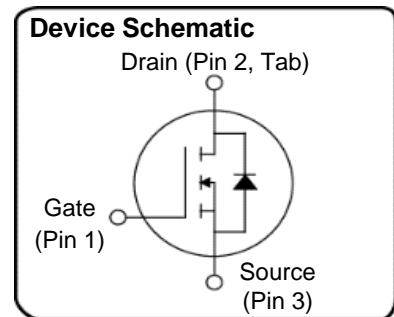 Device Schematic
Drain (Pin 2, Tab)
Gate
(Pin 1)
Source
(Pin 3)